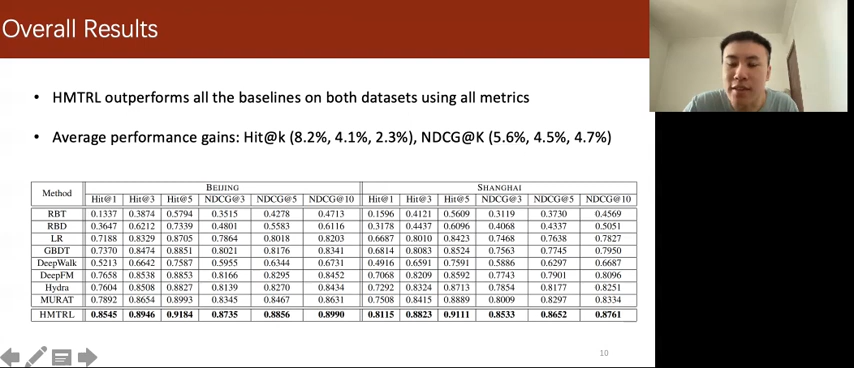 Overall Results
• HMTRL outperforms all the baselines on both datasets using all metrics
• Average performance gains: Hit@k (8.2%, 4.1%, 2.3%), NDCG@K (5.6%, 4.5%, 4.7%)
Method BEIJING SHANGHAI
Hit@1 Hit@3 Hit@5 NDCG@3 NDCG@5 NDCG@10 Hit@1 Hit@3 Hit@5 NDCG@3 NDCG@5 NDCG@10
RBT 0.1337 0.3874 0.5794 0.3515 0.4278 0.4713 0.1596 0.4121 0.5609 0.3119 0.3730 0.4569
RBD 0.3647 0.6212 0.7339 0.4801 0.5583 0.6116 0.3178 0.4437 0.6096 0.4068 0.4337 0.5051
LR 0.7188 0.8329 0.8705 0.7864 0.8018 0.8203 0.6687 0.8010 0.8423 0.7468 0.7638 0.7827
GBDT 0.7370 0.8474 0.8851 0.8021 0.8176 0.8341 0.6814 0.8083 0.8524 0.7563 0.7745 0.7950
DeepWalk 0.5213 0.6642 0.7587 0.5955 0.6344 0.6731 0.4916 0.6591 0.7591 0.5886 0.6297 0.6687
DeepFM 0.7658 0.8538 0.8853 0.8166 0.8295 0.8452 0.7068 0.8209 0.8592 0.7743 0.7901 0.8096
Hydra 0.7604 0.8508 0.8827 0.8139 0.8270 0.8434 0.7292 0.8324 0.8713 0.7854 0.8177 0.8251
MURAT 0.7892 0.8654 0.8993 0.8345 0.8467 0.8631 0.7508 0.8415 0.8889 0.8009 0.8297 0.8334
HMTRL 0.8545 0.8946 0.9184 0.8735 0.8856 0.8990 0.8115 0.8823 0.9111 0.8533 0.8652 0.8761
10